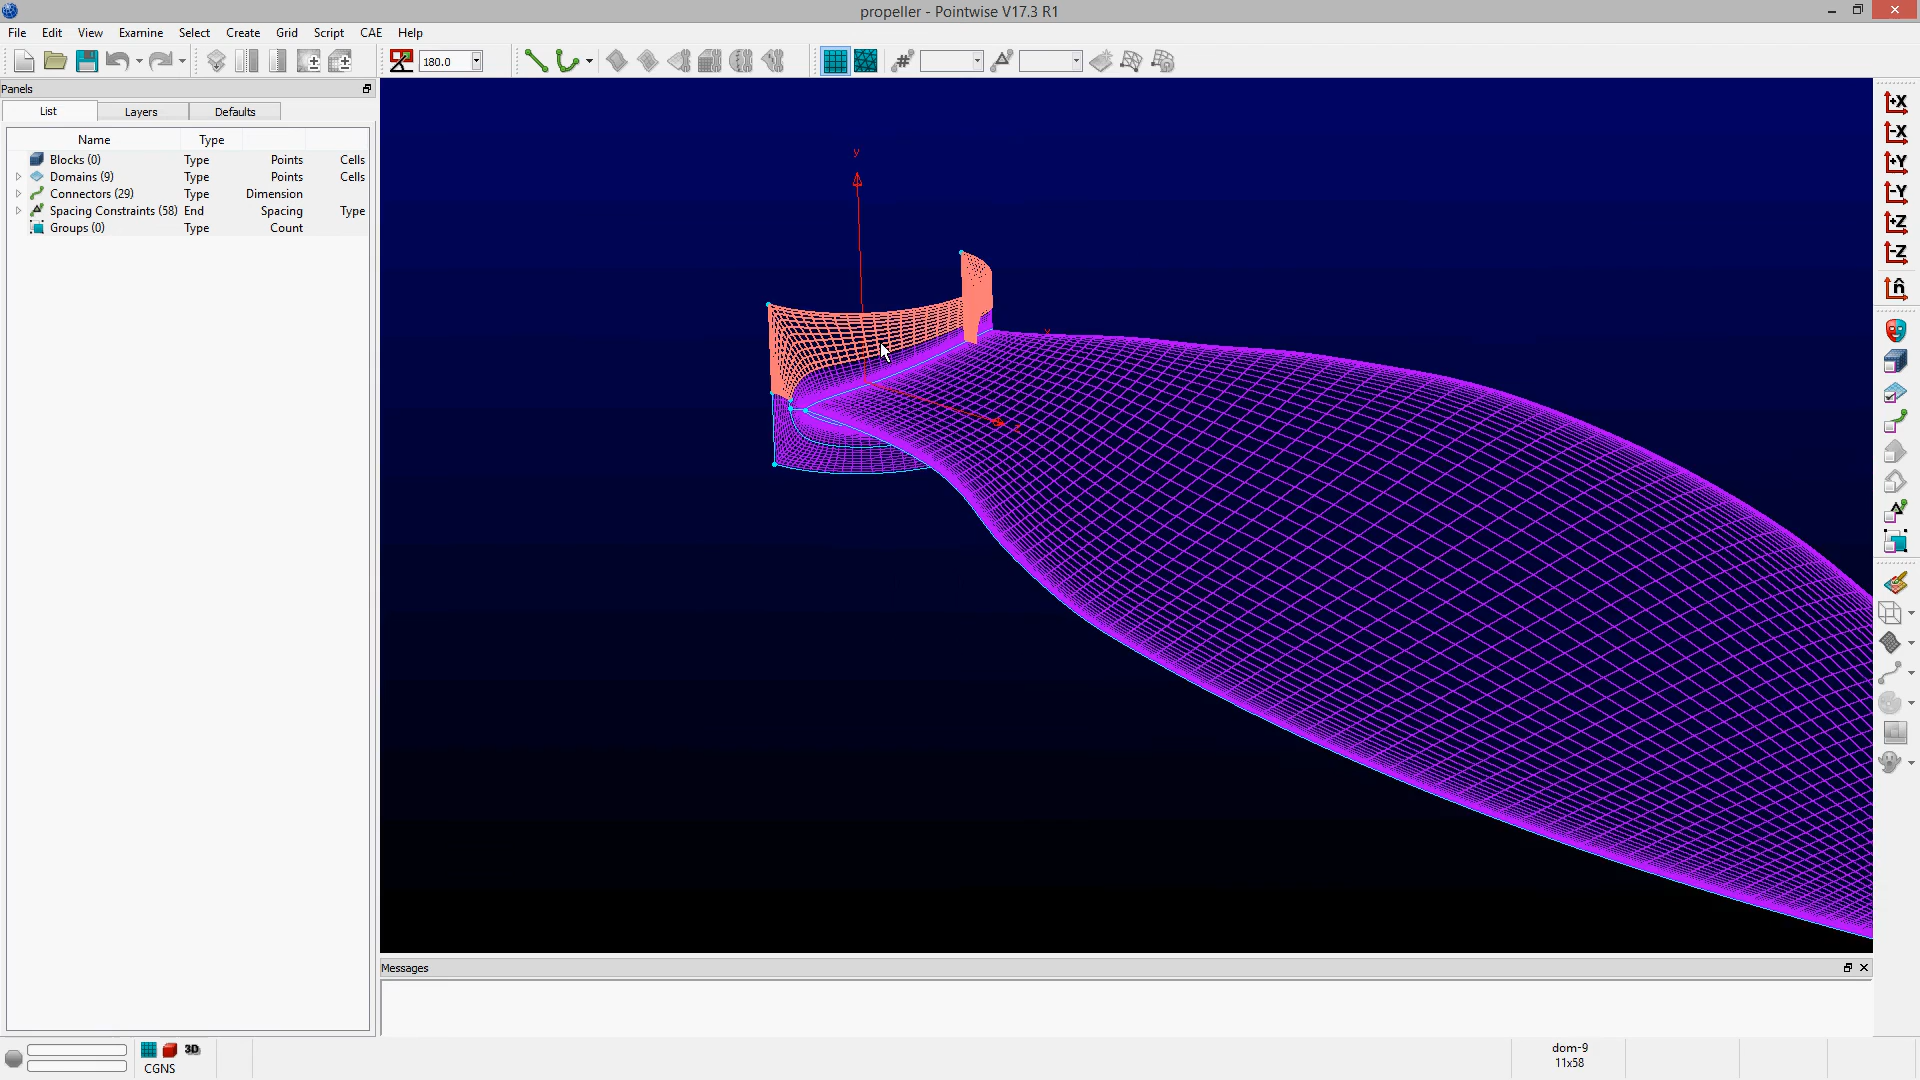 propeller - Pointwise V17.3 R1
File Edit View Examine Select Create Grid Script CAE Help
180.0
Panels
List Layers Defaults
Name Type
Blocks (0) Type Points Cells
Domains (9) Type Points Cells
Connectors (29) Type Dimension
Spacing Constraints (58) End Spacing Type
Groups (0) Type Count
y
x
z
+X
-X
+Y
-Y
+Z
-Z
n̂
Messages
3D
CGNS
dom-9
11x58